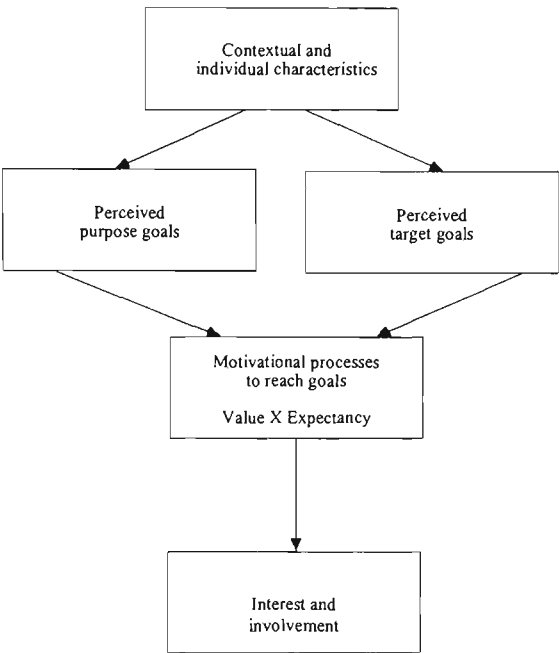 Contextual and
individual characteristics
Perceived
purpose goals
Perceived
target goals
Motivational processes
to reach goals
Value X Expectancy
Interest and
involvement